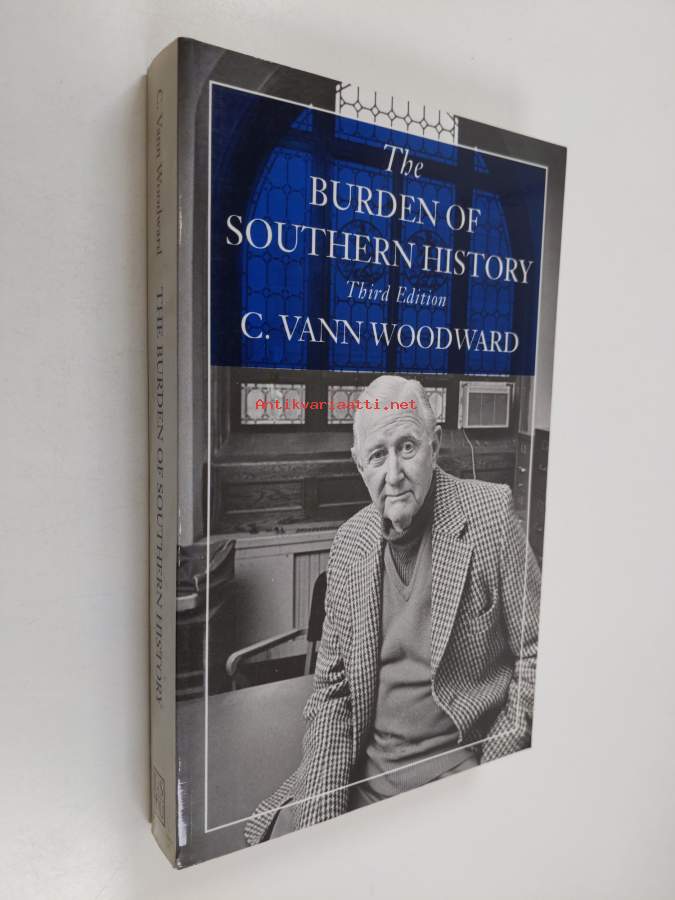 The
BURDEN OF
SOUTHERN HISTORY
Third Edition
C. VANN WOODWARD
Antikvariaatti.net
C. Vann Woodward THE BURDEN OF SOUTHERN HISTORY